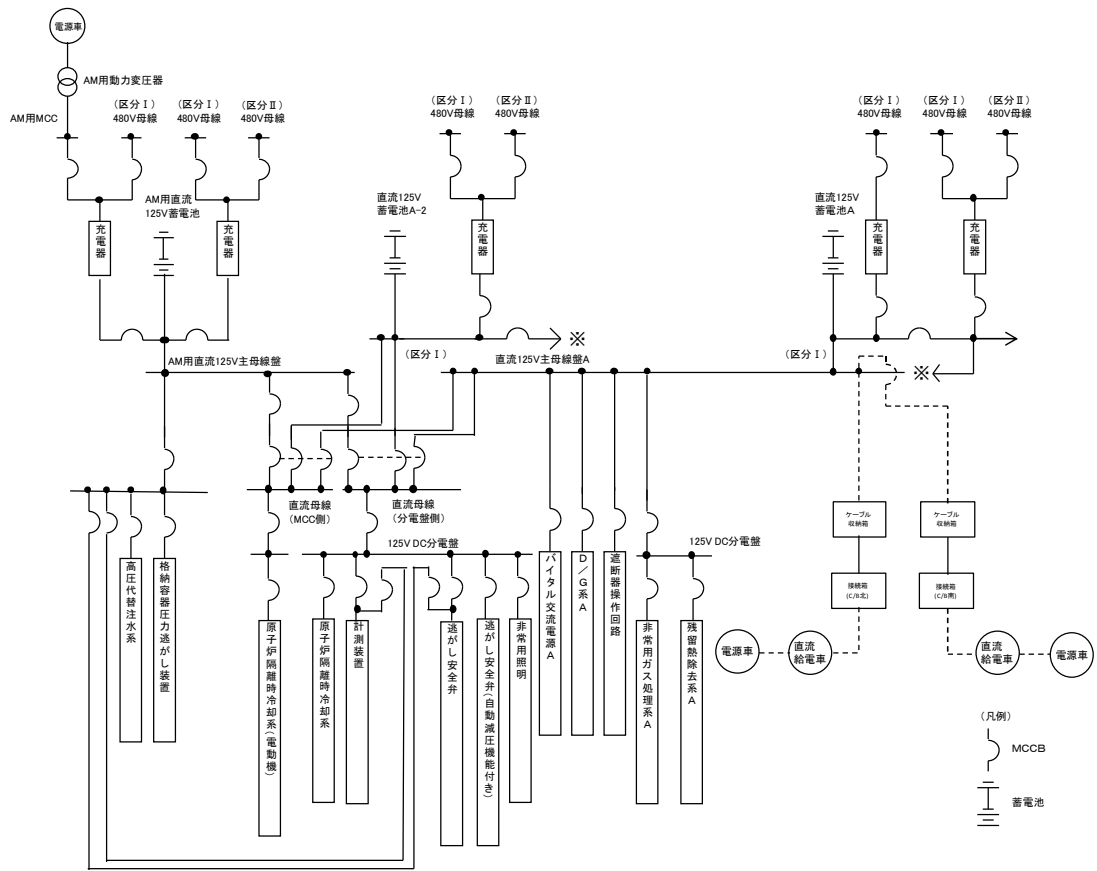 電源車
AM用動力変圧器
AM用MCC
(区分Ⅰ)
480V母線
(区分Ⅰ)
480V母線
(区分Ⅱ)
480V母線
(区分Ⅰ)
480V母線
(区分Ⅱ)
480V母線
(区分Ⅰ)
480V母線
(区分Ⅰ)
480V母線
(区分Ⅱ)
480V母線
充電器
AM用直流
125V蓄電池
充電器
直流125V
蓄電池A-2
充電器
直流125V
蓄電池A
充電器
充電器
※
AM用直流125V主母線盤
(区分Ⅰ)
直流125V主母線盤A
(区分Ⅰ)
※
直流母線
(MCC側)
直流母線
(分電盤側)
125V DC分電盤
125V DC分電盤
高圧代替注水系
格納容器圧力逃がし装置
原子炉隔離時冷却系(電動機)
原子炉隔離時冷却系
計測装置
逃がし安全弁
逃がし安全弁(自動減圧機能付き)
非常用照明
バイタル交流電源A
D/G系A
遮断器操作回路
非常用ガス処理系A
残留熱除去系A
ケーブル
収納箱
ケーブル
収納箱
接続箱
(C/B北)
接続箱
(C/B南)
電源車
直流
給電車
直流
給電車
電源車
(凡例)
MCCB
蓄電池